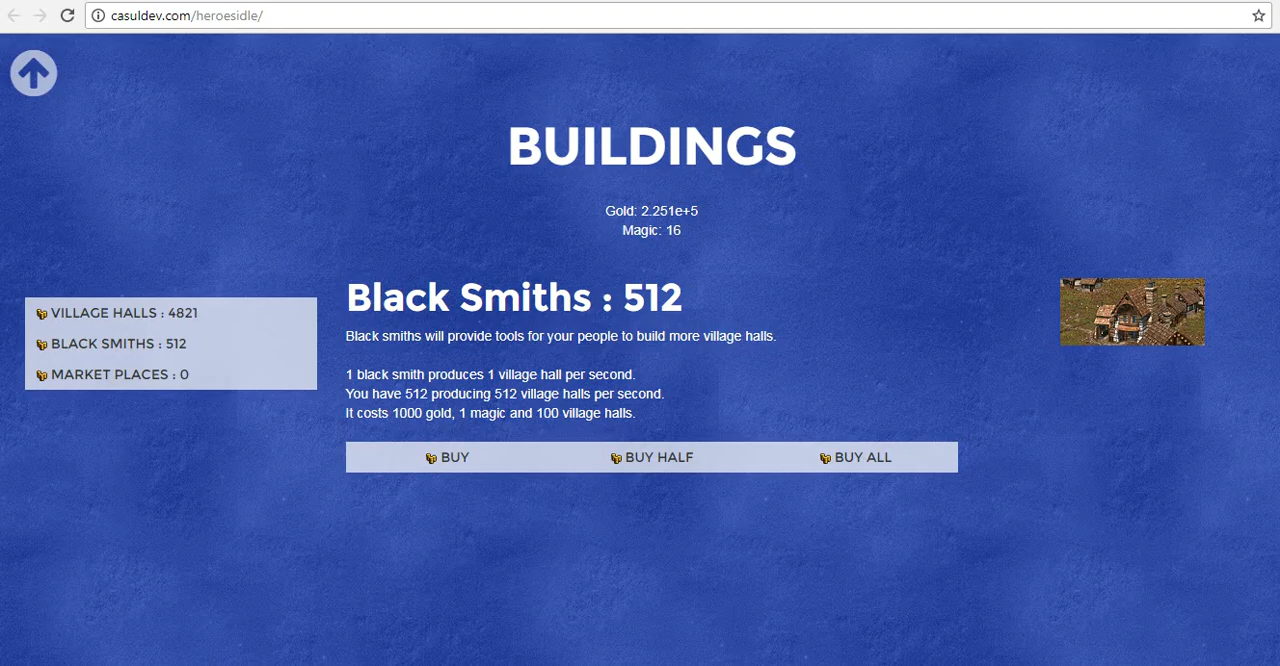 casuldev.com/heroesidle/
BUILDINGS
Gold: 2.251e+5
Magic: 16
VILLAGE HALLS : 4821
BLACK SMITHS : 512
MARKET PLACES : 0
Black Smiths : 512
Black smiths will provide tools for your people to build more village halls.
1 black smith produces 1 village hall per second.
You have 512 producing 512 village halls per second.
It costs 1000 gold, 1 magic and 100 village halls.
BUY BUY HALF BUY ALL